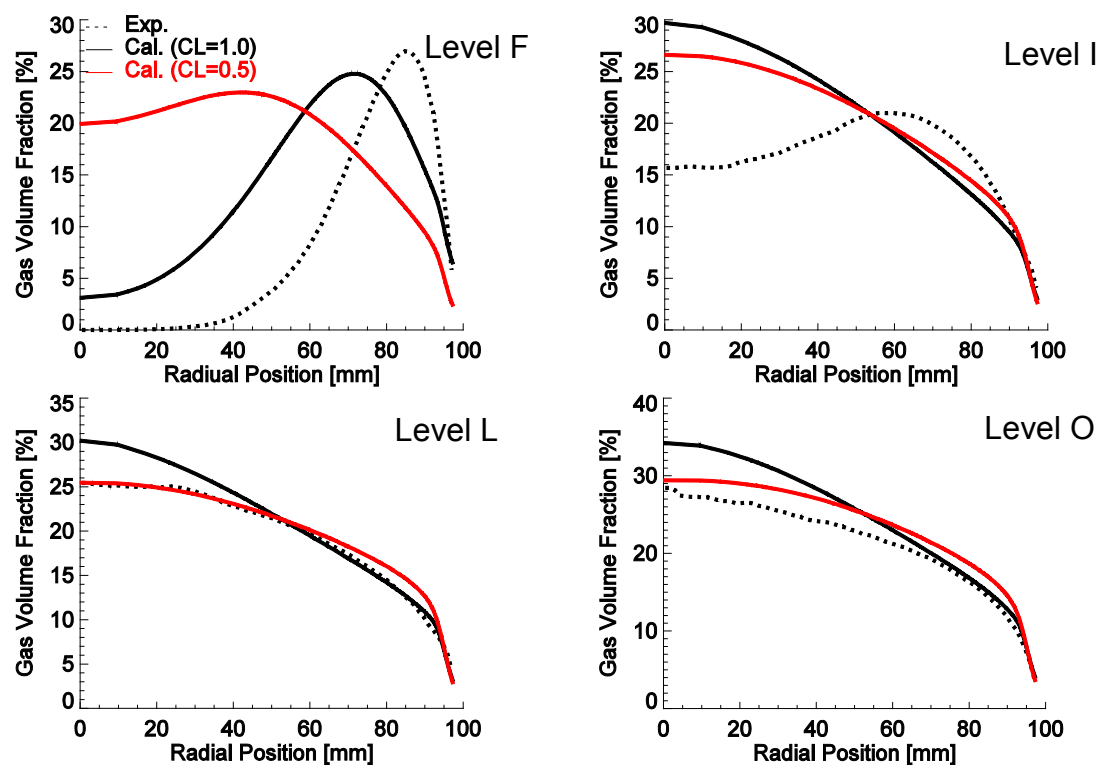 Exp.
Cal. (CL=1.0)
Cal. (CL=0.5)
Level F
Gas Volume Fraction [%]
30
25
20
15
10
5
0
0 20 40 60 80 100
Radiual Position [mm]
Level I
Gas Volume Fraction [%]
30
25
20
15
10
5
0
0 20 40 60 80 100
Radial Position [mm]
Level L
Gas Volume Fraction [%]
35
30
25
20
15
10
5
0
0 20 40 60 80 100
Radial Position [mm]
Level O
Gas Volume Fraction [%]
40
30
20
10
0
0 20 40 60 80 100
Radial Position [mm]